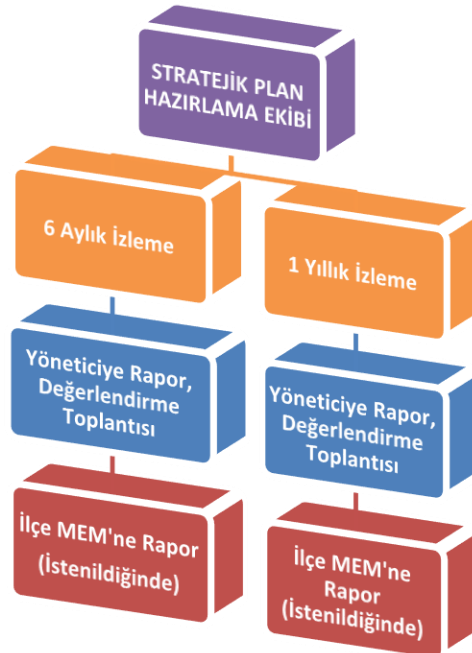 STRATEJİK PLAN
HAZIRLAMA EKİBİ
6 Aylık İzleme
1 Yıllık İzleme
Yöneticiye Rapor,
Değerlendirme
Toplantısı
Yöneticiye Rapor,
Değerlendirme
Toplantısı
İlçe MEM'ne Rapor
(İstenildiğinde)
İlçe MEM'ne
Rapor
(İstenildiğinde)